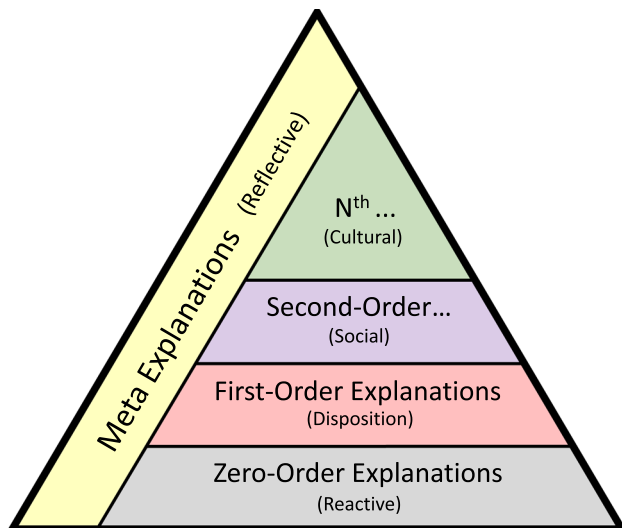 Meta Explanations (Reflective)
Nᵗʰ ...
(Cultural)
Second-Order...
(Social)
First-Order Explanations
(Disposition)
Zero-Order Explanations
(Reactive)